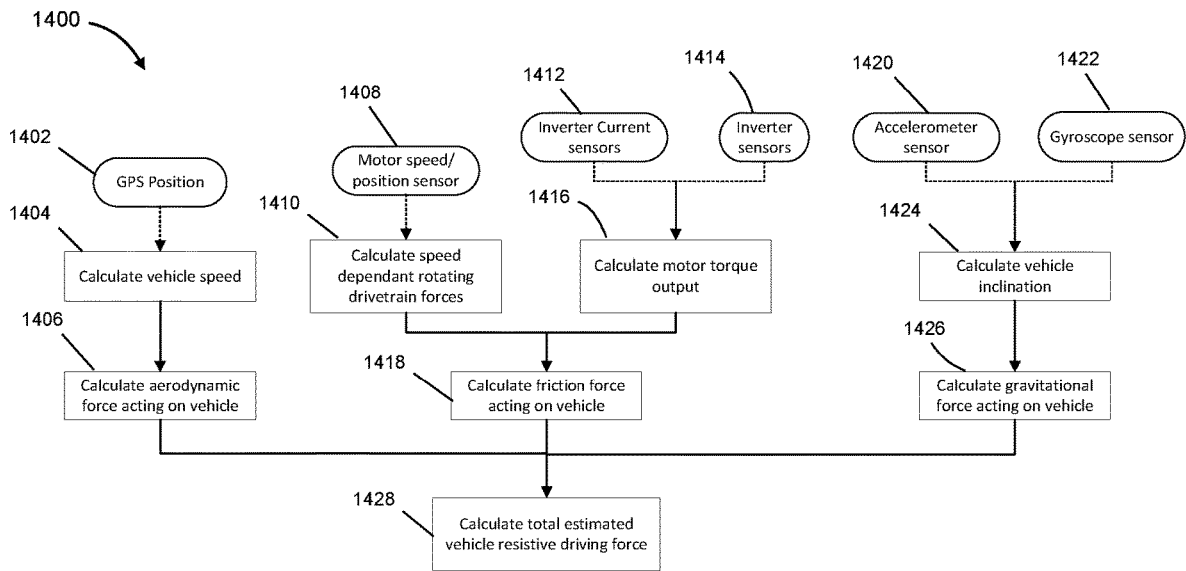 1400
1402
GPS Position
1404
Calculate vehicle speed
1406
Calculate aerodynamic
force acting on vehicle
1408
Motor speed/
position sensor
1410
Calculate speed
dependant rotating
drivetrain forces
1412
Inverter Current
sensors
1414
Inverter
sensors
1416
Calculate motor torque
output
1418
Calculate friction force
acting on vehicle
1420
Accelerometer
sensor
1422
Gyroscope sensor
1424
Calculate vehicle
inclination
1426
Calculate gravitational
force acting on vehicle
1428
Calculate total estimated
vehicle resistive driving force